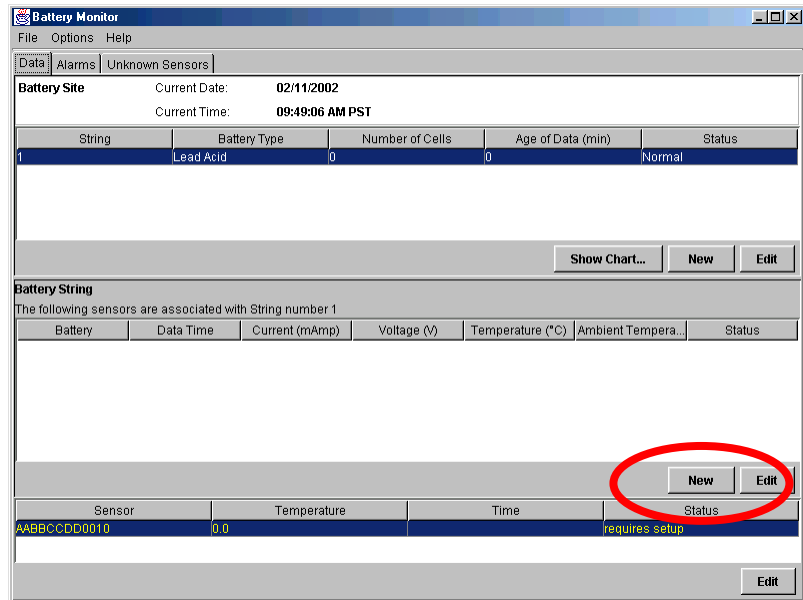 Battery Monitor
File Options Help
Data Alarms Unknown Sensors
Battery Site Current Date: 02/11/2002
Current Time: 09:49:06 AM PST
String Battery Type Number of Cells Age of Data (min) Status
1 Lead Acid 0 0 Normal
Show Chart... New Edit
Battery String
The following sensors are associated with String number 1
Battery Data Time Current (mAmp) Voltage (V) Temperature (°C) Ambient Tempera... Status
New Edit
Sensor Temperature Time Status
AABBCCDD0010 0.0 requires setup
Edit